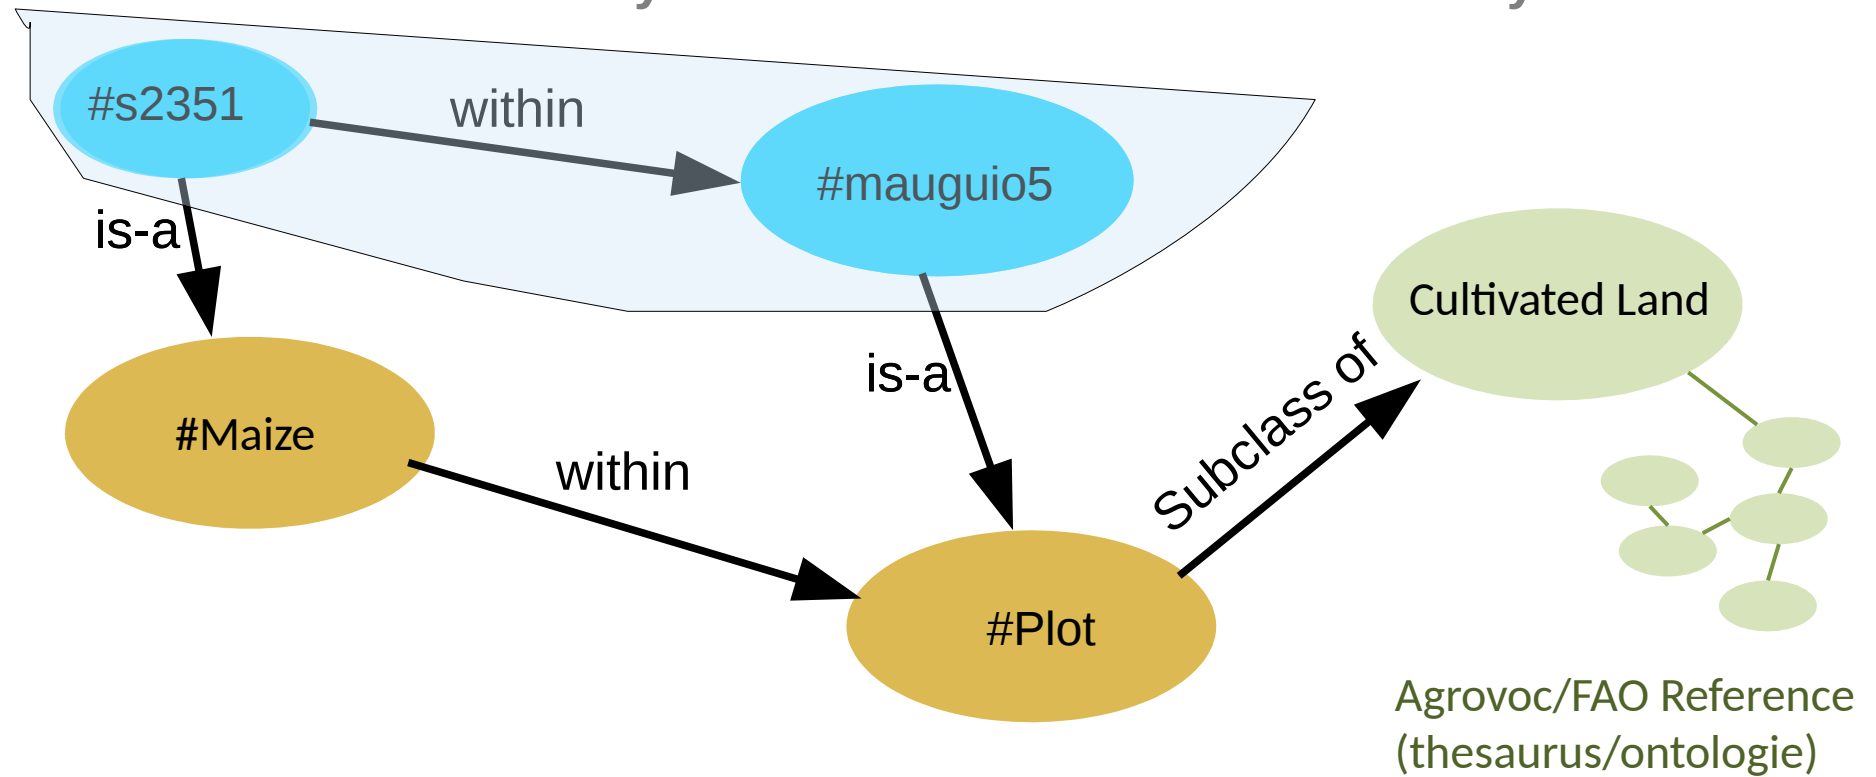 #s2351
within
#mauguio5
is-a
Cultivated Land
is-a
Subclass of
#Maize
within
#Plot
Agrovoc/FAO Reference
(thesaurus/ontologie)